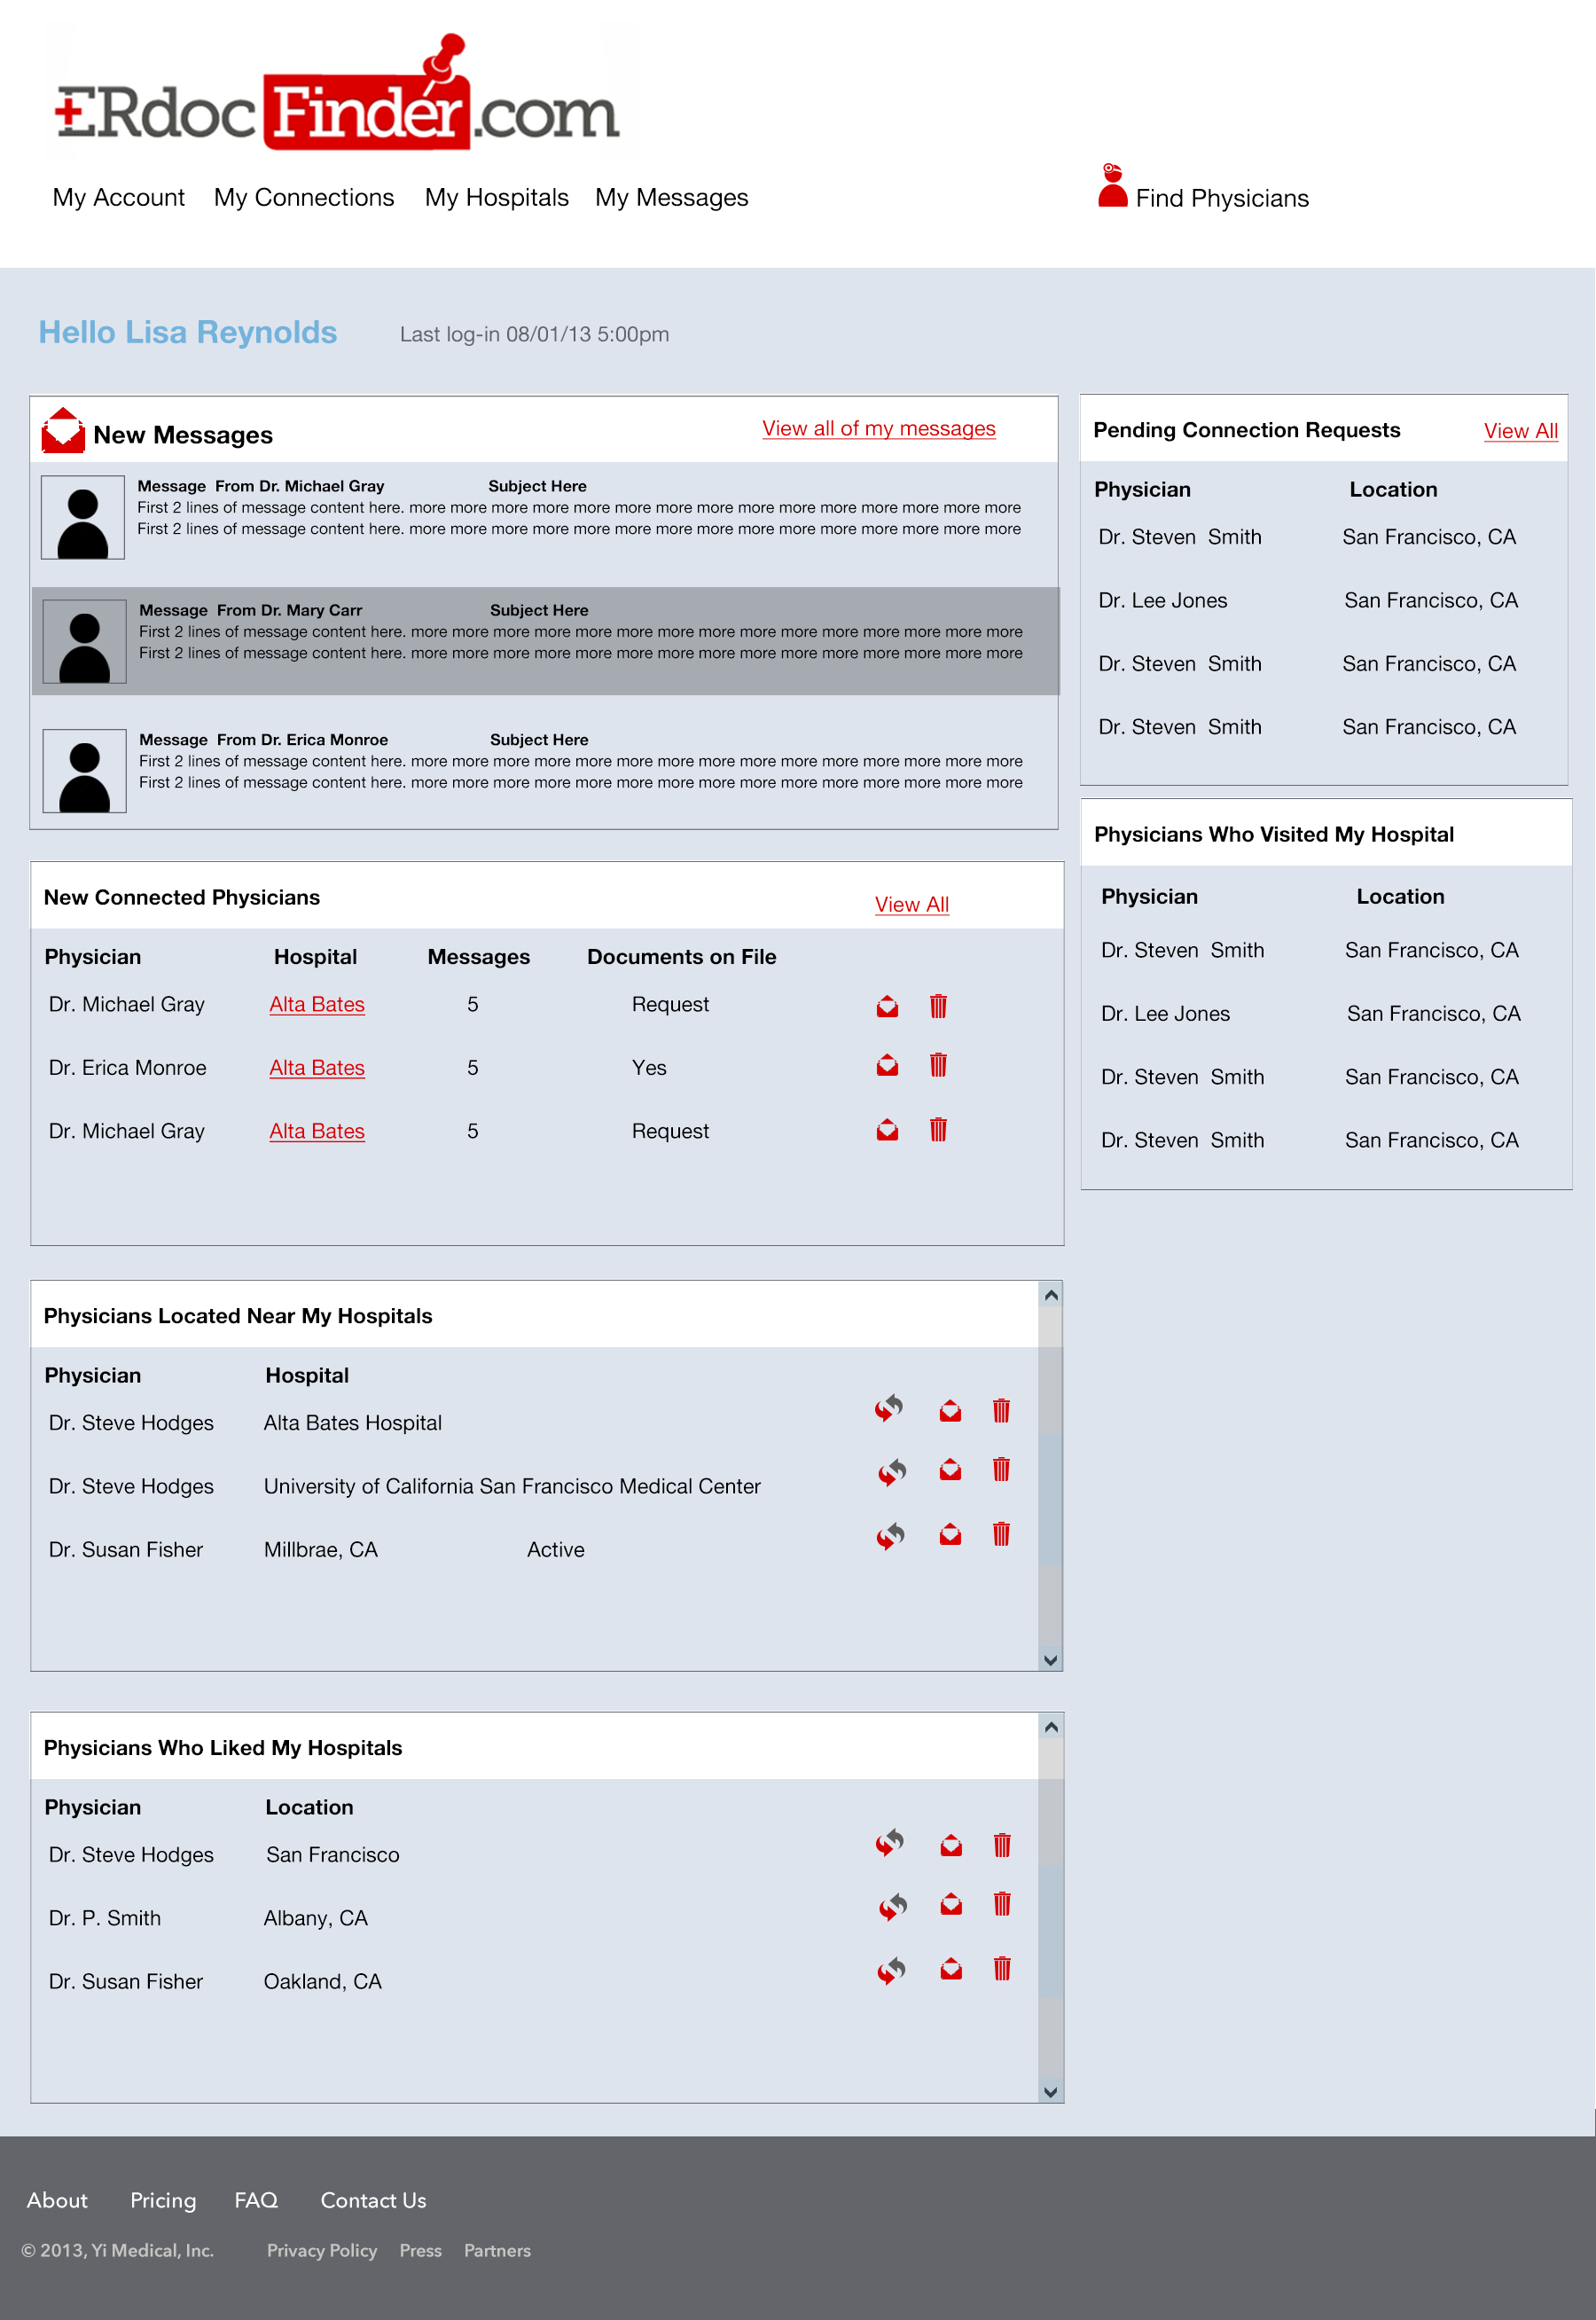 ERdocFinder.com
My Account My Connections My Hospitals My Messages
Find Physicians
Hello Lisa Reynolds Last log-in 08/01/13 5:00pm
New Messages View all of my messages
Message From Dr. Michael Gray Subject Here
First 2 lines of message content here. more more more more more more more more more more more more more more more
First 2 lines of message content here. more more more more more more more more more more more more more more more
Message From Dr. Mary Carr Subject Here
First 2 lines of message content here. more more more more more more more more more more more more more more more
First 2 lines of message content here. more more more more more more more more more more more more more more more
Message From Dr. Erica Monroe Subject Here
First 2 lines of message content here. more more more more more more more more more more more more more more more
First 2 lines of message content here. more more more more more more more more more more more more more more more
Pending Connection Requests View All
Physician Location
Dr. Steven Smith San Francisco, CA
Dr. Lee Jones San Francisco, CA
Dr. Steven Smith San Francisco, CA
Dr. Steven Smith San Francisco, CA
Physicians Who Visited My Hospital
Physician Location
Dr. Steven Smith San Francisco, CA
Dr. Lee Jones San Francisco, CA
Dr. Steven Smith San Francisco, CA
Dr. Steven Smith San Francisco, CA
New Connected Physicians View All
Physician Hospital Messages Documents on File
Dr. Michael Gray Alta Bates 5 Request
Dr. Erica Monroe Alta Bates 5 Yes
Dr. Michael Gray Alta Bates 5 Request
Physicians Located Near My Hospitals
Physician Hospital
Dr. Steve Hodges Alta Bates Hospital
Dr. Steve Hodges University of California San Francisco Medical Center
Dr. Susan Fisher Millbrae, CA Active
Physicians Who Liked My Hospitals
Physician Location
Dr. Steve Hodges San Francisco
Dr. P. Smith Albany, CA
Dr. Susan Fisher Oakland, CA
About Pricing FAQ Contact Us
© 2013, Yi Medical, Inc. Privacy Policy Press Partners